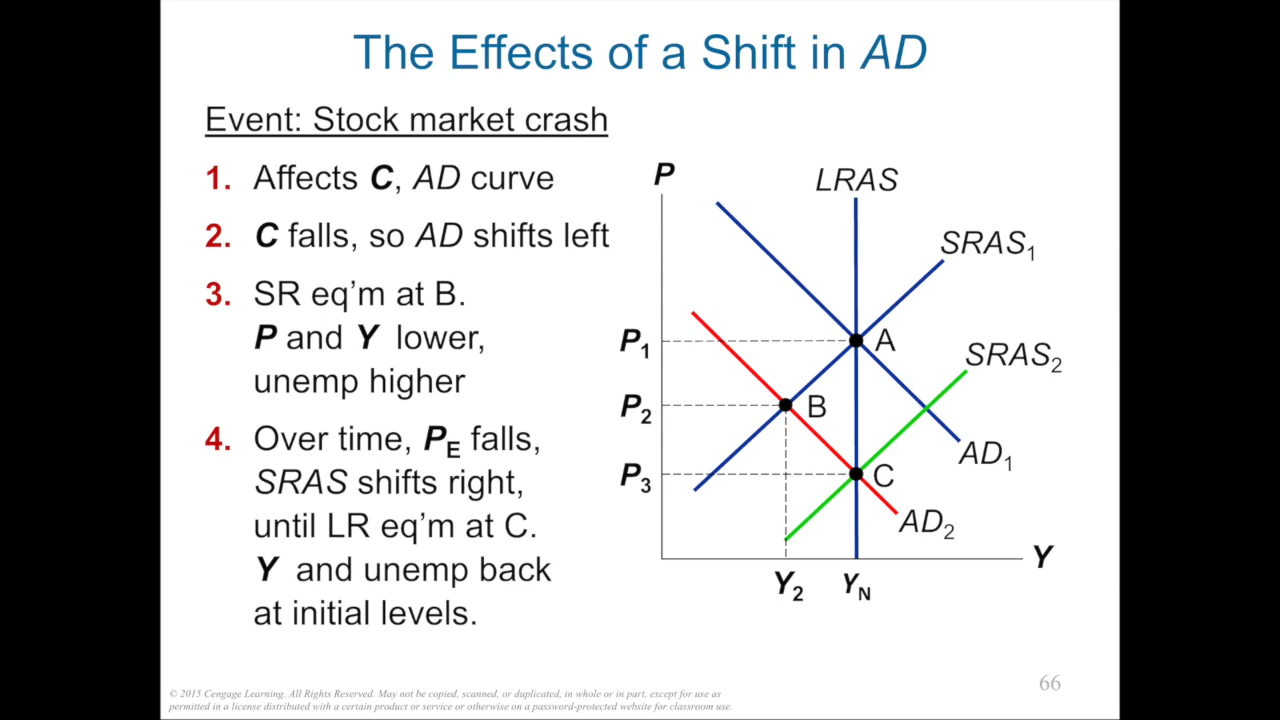 The Effects of a Shift in AD
Event: Stock market crash
1. Affects C, AD curve
2. C falls, so AD shifts left
3. SR eq’m at B.
P and Y lower,
unemp higher
4. Over time, PE falls,
SRAS shifts right,
until LR eq’m at C.
Y and unemp back
at initial levels.
P
LRAS
SRAS1
P1
A
SRAS2
P2
B
AD1
P3
C
AD2
Y
Y2
YN
66
© 2015 Cengage Learning. All Rights Reserved. May not be copied, scanned, or duplicated, in whole or in part, except for use as
permitted in a license distributed with a certain product or service or otherwise on a password-protected website for classroom use.